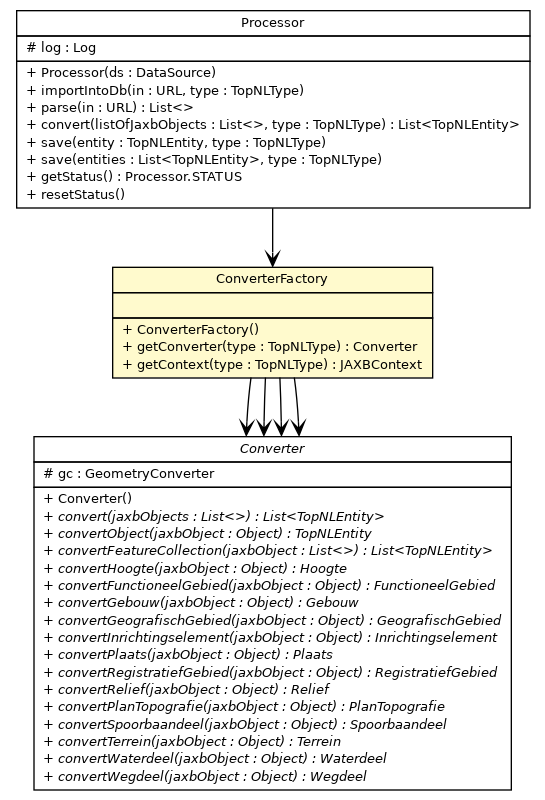 Processor
# log : Log
+ Processor(ds : DataSource)
+ importIntoDb(in : URL, type : TopNLType)
+ parse(in : URL) : List<>
+ convert(listOfJaxbObjects : List<>, type : TopNLType) : List<TopNLEntity>
+ save(entity : TopNLEntity, type : TopNLType)
+ save(entities : List<TopNLEntity>, type : TopNLType)
+ getStatus() : Processor.STATUS
+ resetStatus()
ConverterFactory
+ ConverterFactory()
+ getConverter(type : TopNLType) : Converter
+ getContext(type : TopNLType) : JAXBContext
Converter
# gc : GeometryConverter
+ Converter()
+ convert(jaxbObjects : List<>) : List<TopNLEntity>
+ convertObject(jaxbObject : Object) : TopNLEntity
+ convertFeatureCollection(jaxbObject : List<>) : List<TopNLEntity>
+ convertHoogte(jaxbObject : Object) : Hoogte
+ convertFunctioneelGebied(jaxbObject : Object) : FunctioneelGebied
+ convertGebouw(jaxbObject : Object) : Gebouw
+ convertGeografischGebied(jaxbObject : Object) : GeografischGebied
+ convertInrichtingselement(jaxbObject : Object) : Inrichtingselement
+ convertPlaats(jaxbObject : Object) : Plaats
+ convertRegistratiefGebied(jaxbObject : Object) : RegistratiefGebied
+ convertRelief(jaxbObject : Object) : Relief
+ convertPlanTopografie(jaxbObject : Object) : PlanTopografie
+ convertSpoorbaandeel(jaxbObject : Object) : Spoorbaandeel
+ convertTerrein(jaxbObject : Object) : Terrein
+ convertWaterdeel(jaxbObject : Object) : Waterdeel
+ convertWegdeel(jaxbObject : Object) : Wegdeel